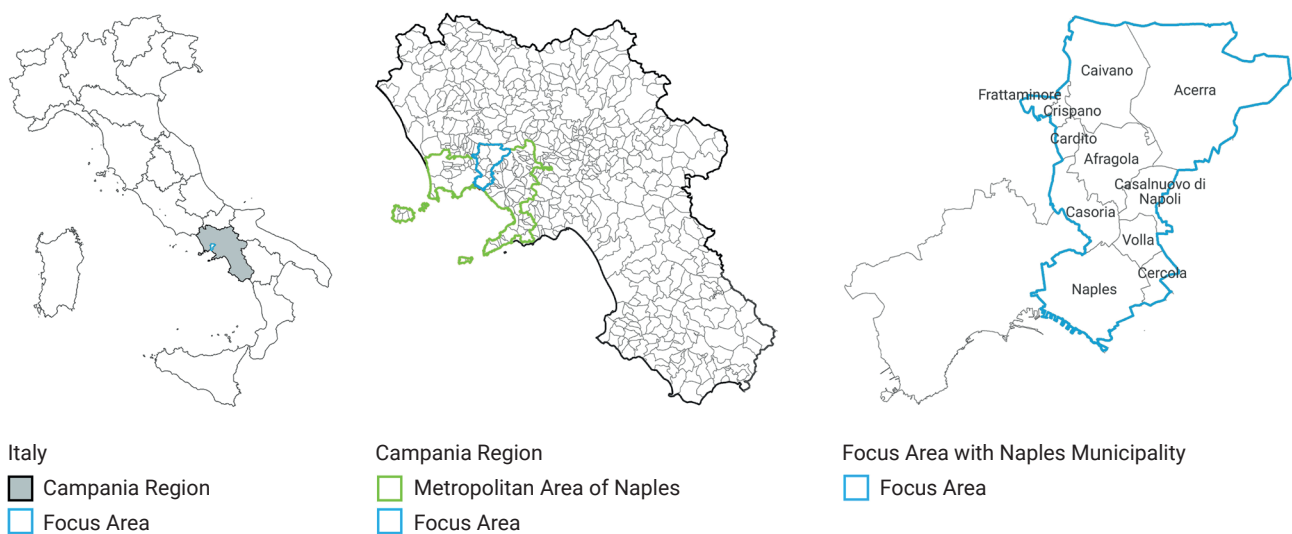 Caivano
Acerra
Frattaminore
Crispano
Cardito
Afragola
Casalnuovo di
Napoli
Casoria
Volla
Cercola
Naples
Italy
Campania Region
Focus Area
Campania Region
Metropolitan Area of Naples
Focus Area
Focus Area with Naples Municipality
Focus Area